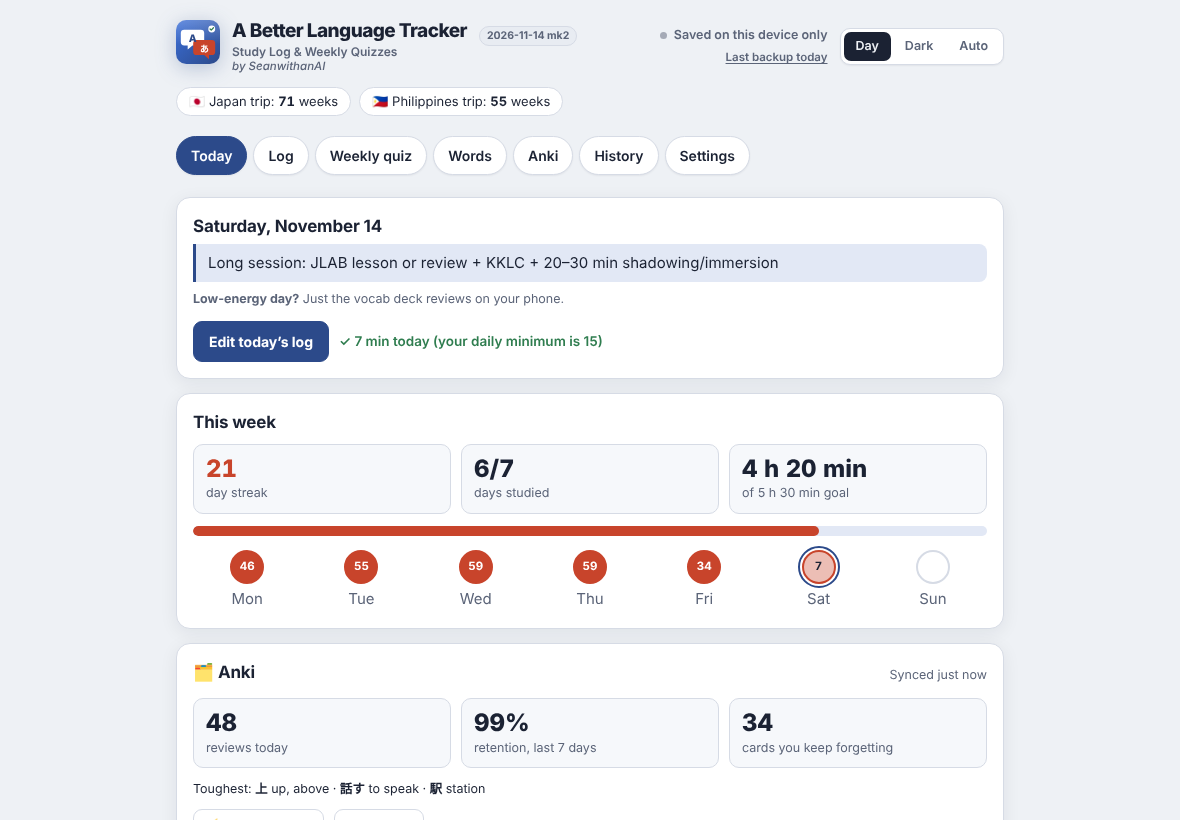 A Better Language Tracker
2026-11-14 mk2
Study Log & Weekly Quizzes
by SeanwithanAI
Saved on this device only
Last backup today
Day
Dark
Auto
Japan trip: 71 weeks
Philippines trip: 55 weeks
Today
Log
Weekly quiz
Words
Anki
History
Settings
Saturday, November 14
Long session: JLAB lesson or review + KKLC + 20–30 min shadowing/immersion
Low-energy day? Just the vocab deck reviews on your phone.
Edit today’s log
✓ 7 min today (your daily minimum is 15)
This week
21
day streak
6/7
days studied
4 h 20 min
of 5 h 30 min goal
46
55
59
59
34
7
Mon
Tue
Wed
Thu
Fri
Sat
Sun
Anki
Synced just now
48
reviews today
99%
retention, last 7 days
34
cards you keep forgetting
Toughest: 上 up, above · 話す to speak · 駅 station